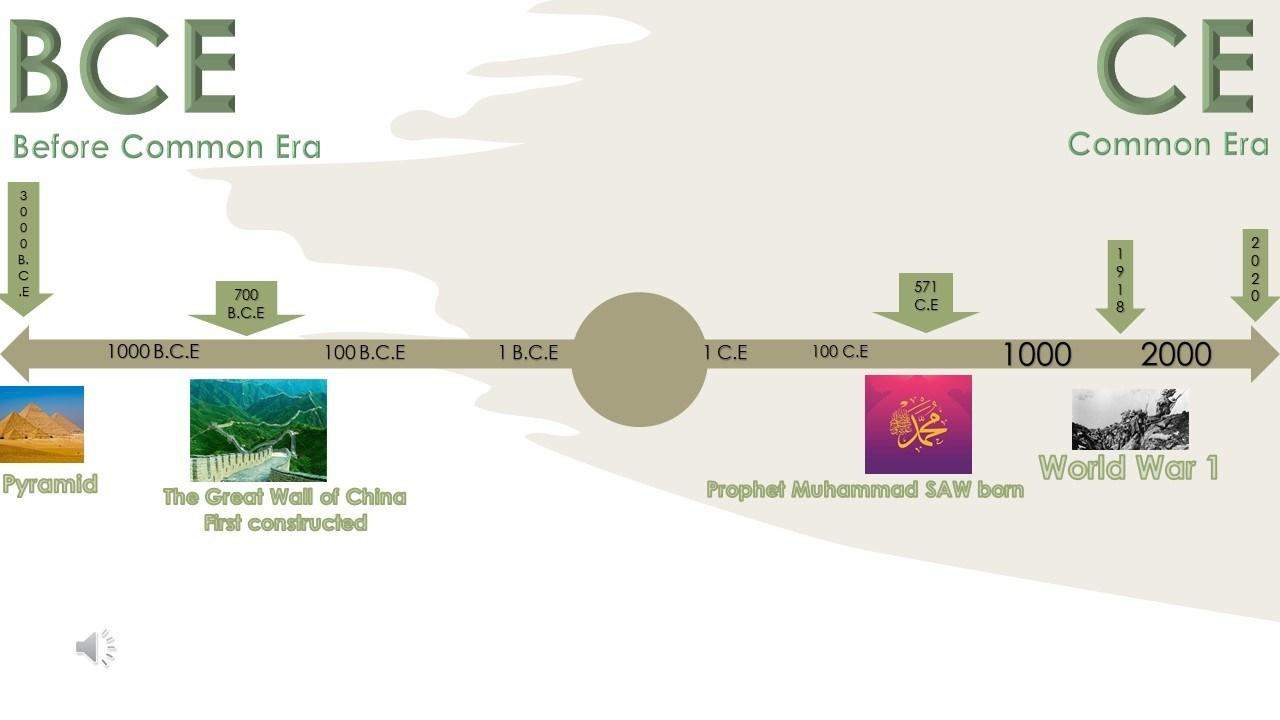 BCE
CE
Before Common Era
Common Era
3000B.C.E
700
B.C.E
571
C.E
1918
2020
1000 B.C.E
100 B.C.E
1 B.C.E
1 C.E
100 C.E
1000
2000
محمد
Pyramid
The Great Wall of China
First constructed
Prophet Muhammad SAW born
World War 1